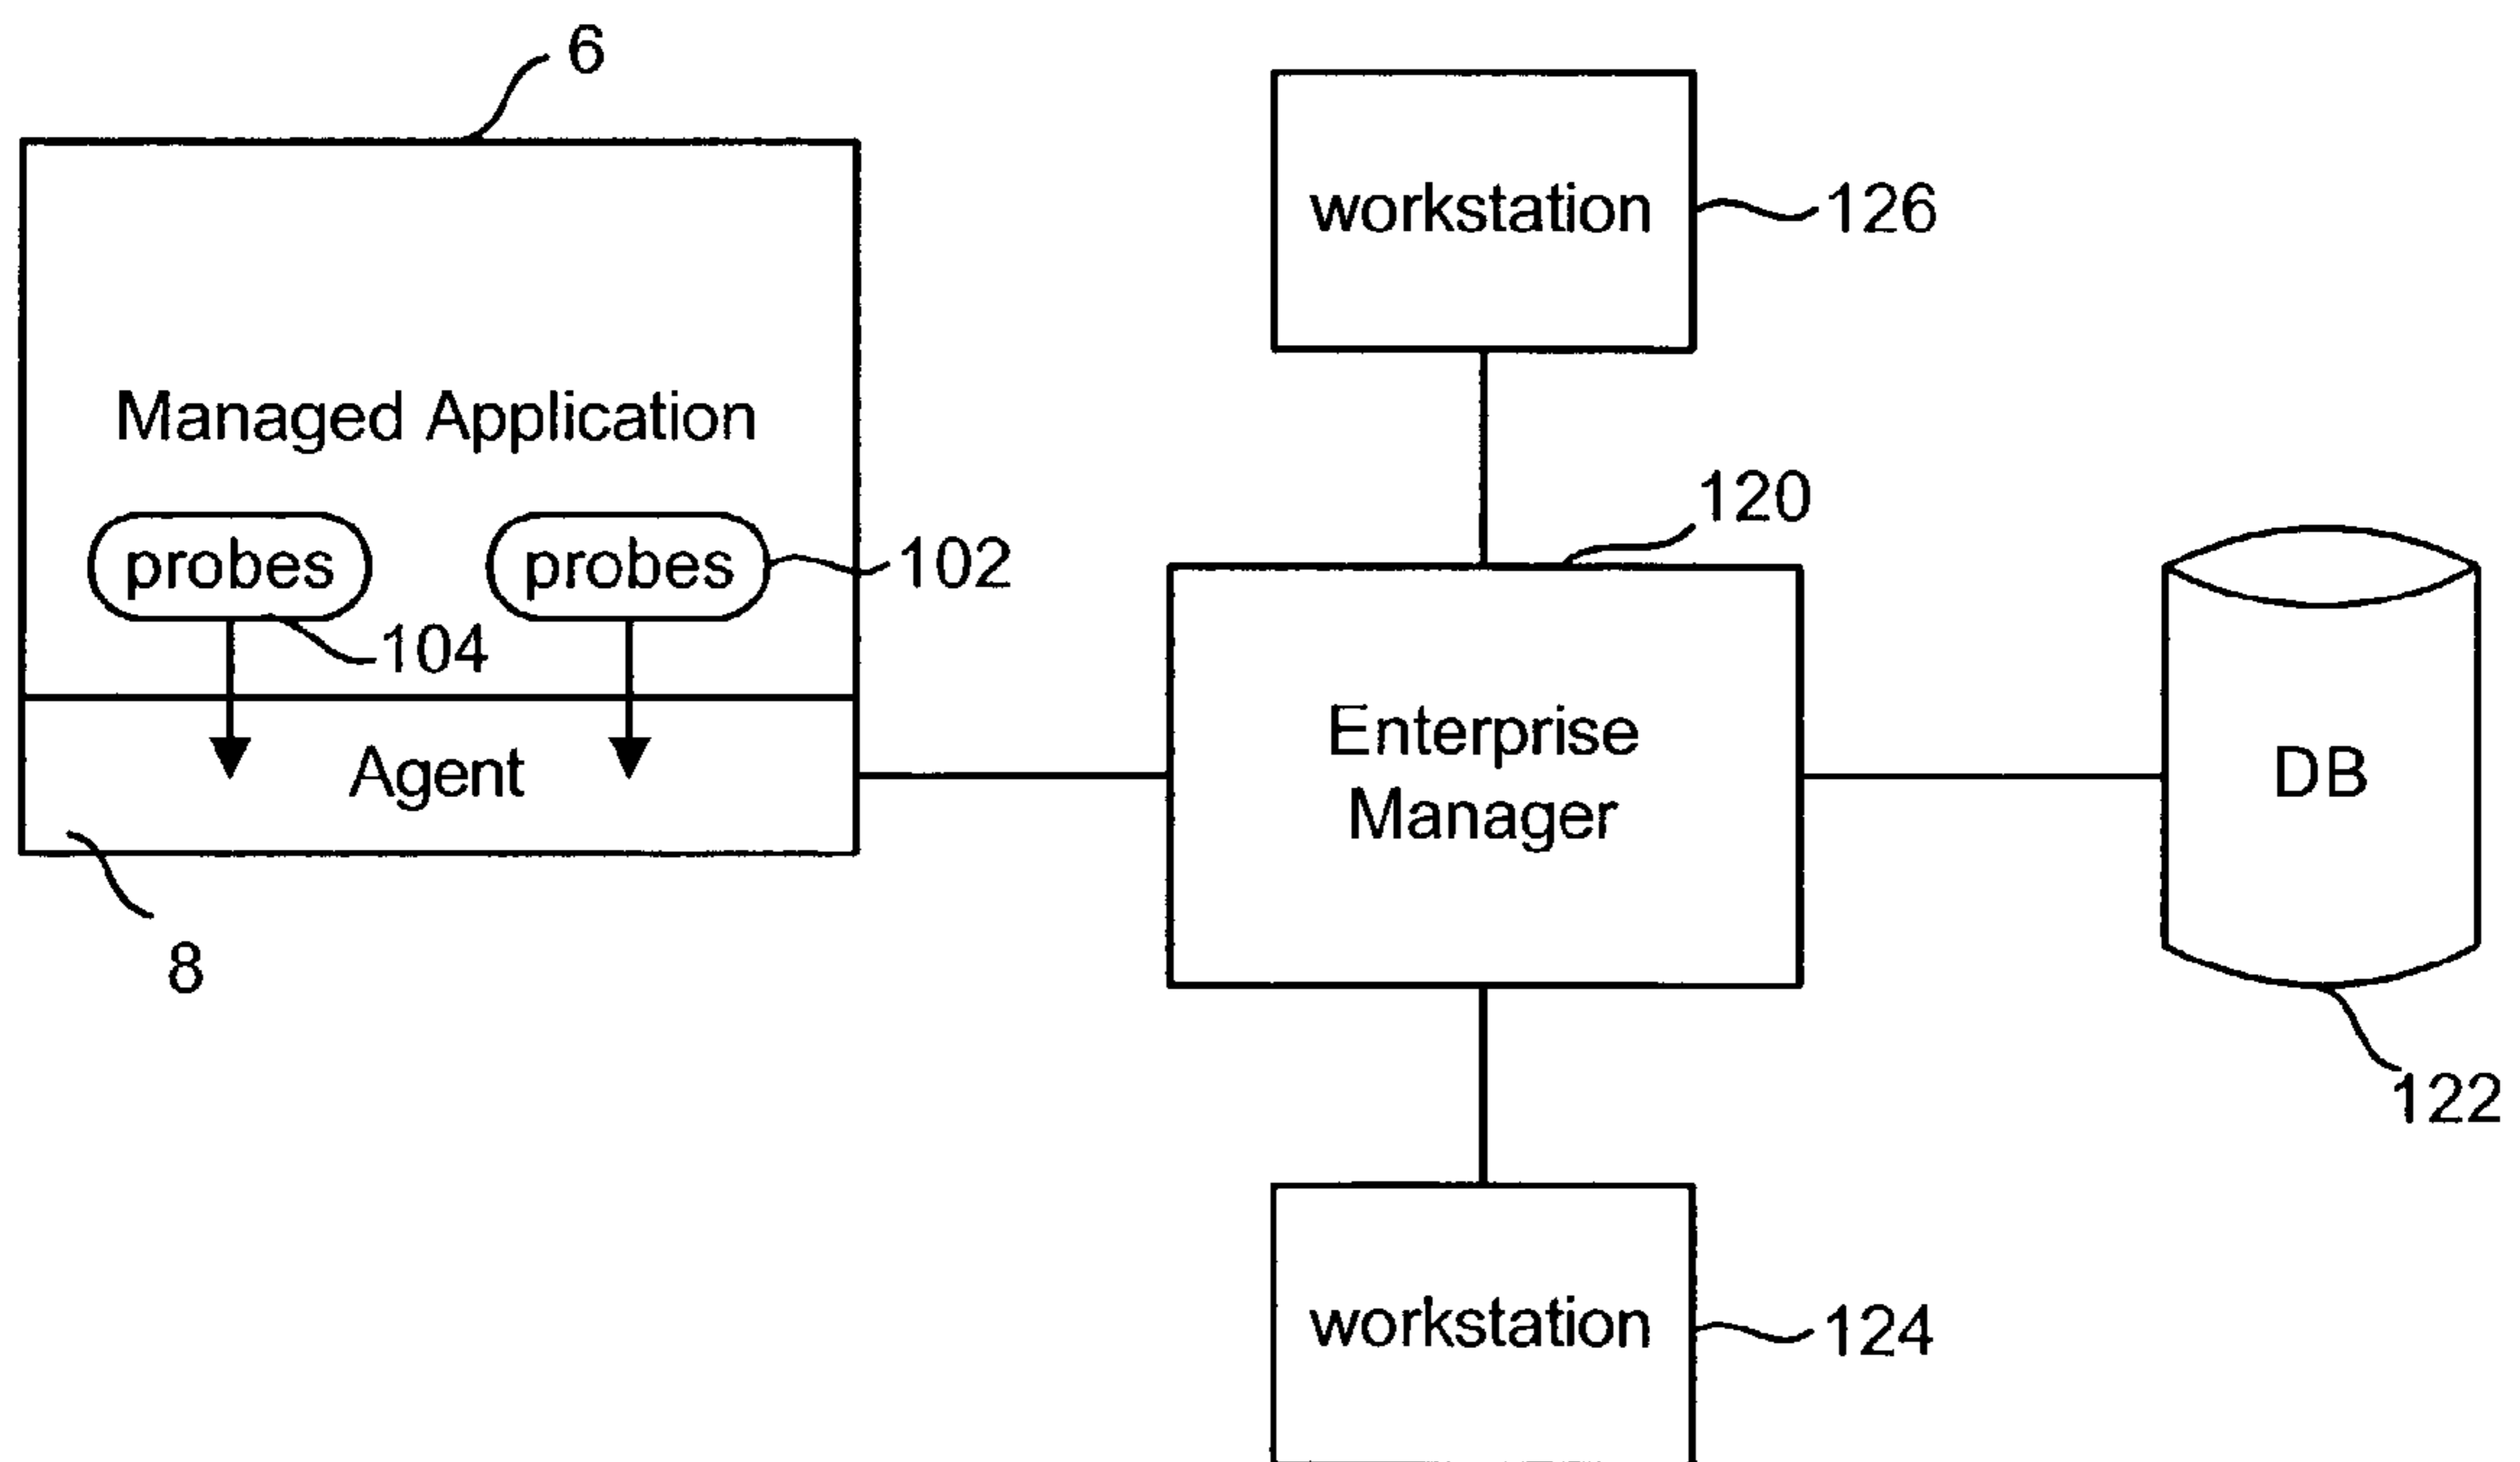 6
workstation
126
Managed Application
120
probes
probes
102
104
Enterprise
Manager
DB
Agent
8
122
workstation
124